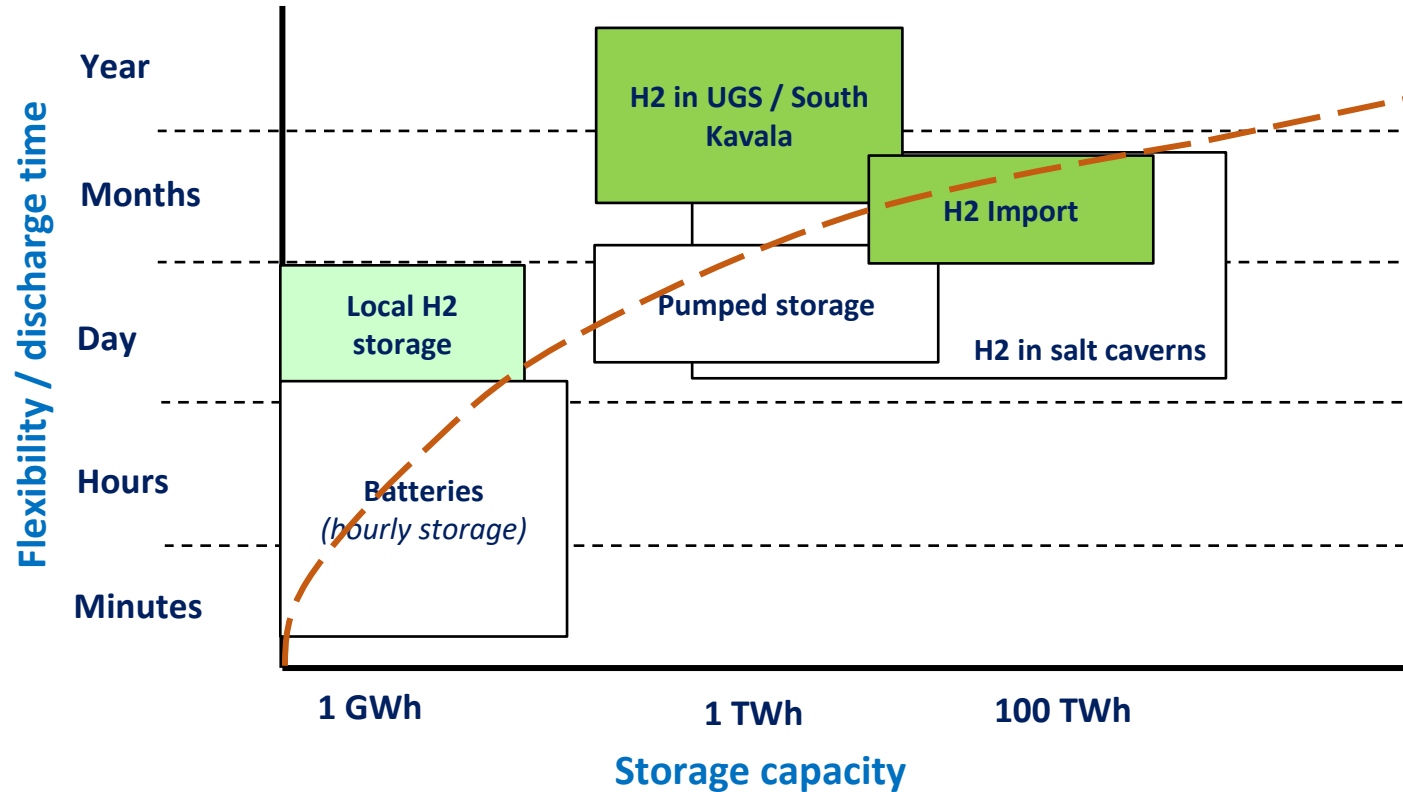 Flexibility / discharge time
Year
Months
Day
Hours
Minutes
H2 in UGS / South
Kavala
H2 Import
Local H2
storage
Pumped storage
H2 in salt caverns
Batteries
(hourly storage)
1 GWh
1 TWh
100 TWh
Storage capacity